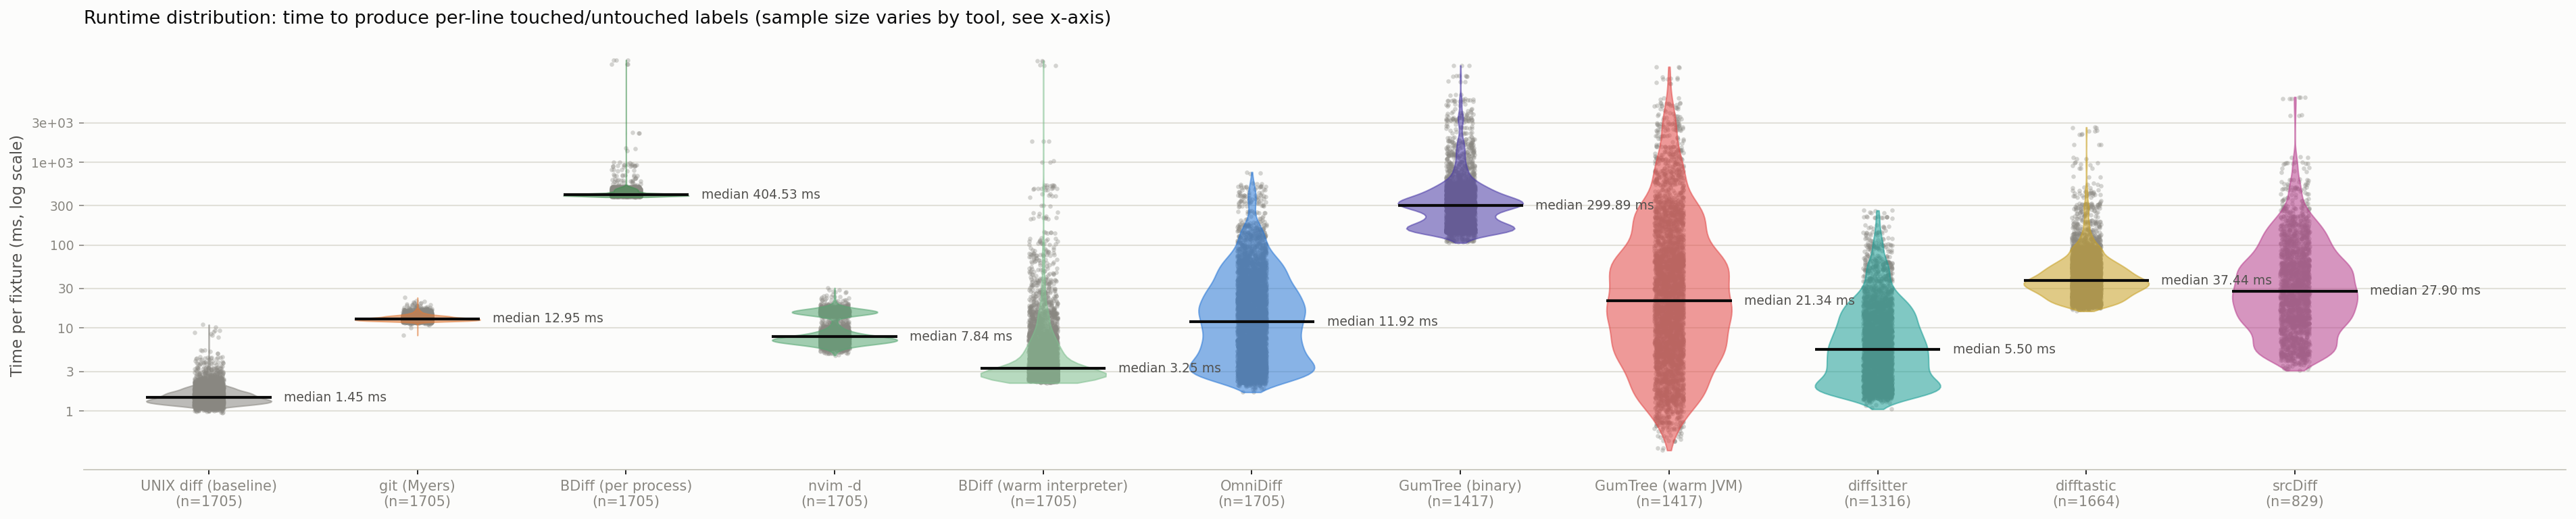 Runtime distribution: time to produce per-line touched/untouched labels (sample size varies by tool, see x-axis)
Time per fixture (ms, log scale)
3e+03
1e+03
300
100
30
10
3
1
median 1.45 ms
median 12.95 ms
median 404.53 ms
median 7.84 ms
median 3.25 ms
median 11.92 ms
median 299.89 ms
median 21.34 ms
median 5.50 ms
median 37.44 ms
median 27.90 ms
UNIX diff (baseline)
(n=1705)
git (Myers)
(n=1705)
BDiff (per process)
(n=1705)
nvim -d
(n=1705)
BDiff (warm interpreter)
(n=1705)
OmniDiff
(n=1705)
GumTree (binary)
(n=1417)
GumTree (warm JVM)
(n=1417)
diffsitter
(n=1316)
difftastic
(n=1664)
srcDiff
(n=829)